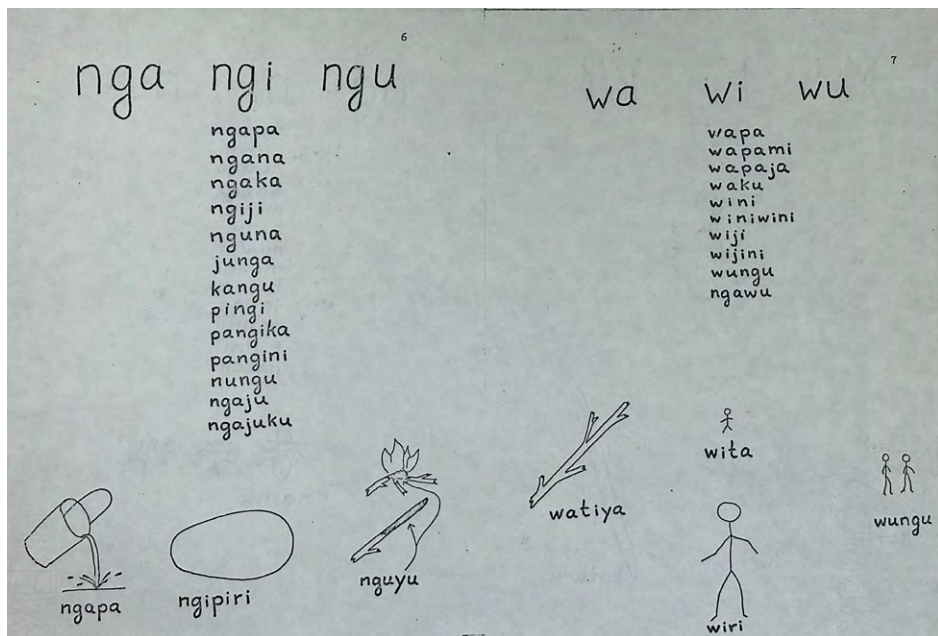 6
nga ngi ngu
ngapa
ngana
ngaka
ngiji
nguna
junga
kangu
pingi
pangika
pangini
nungu
ngaju
ngajuku
ngapa
ngipiri
nguyu
7
wa wi wu
wapa
wapami
wapaja
waku
wini
winiwini
wiji
wijini
wungu
ngawu
watiya
wita
wiri
wungu